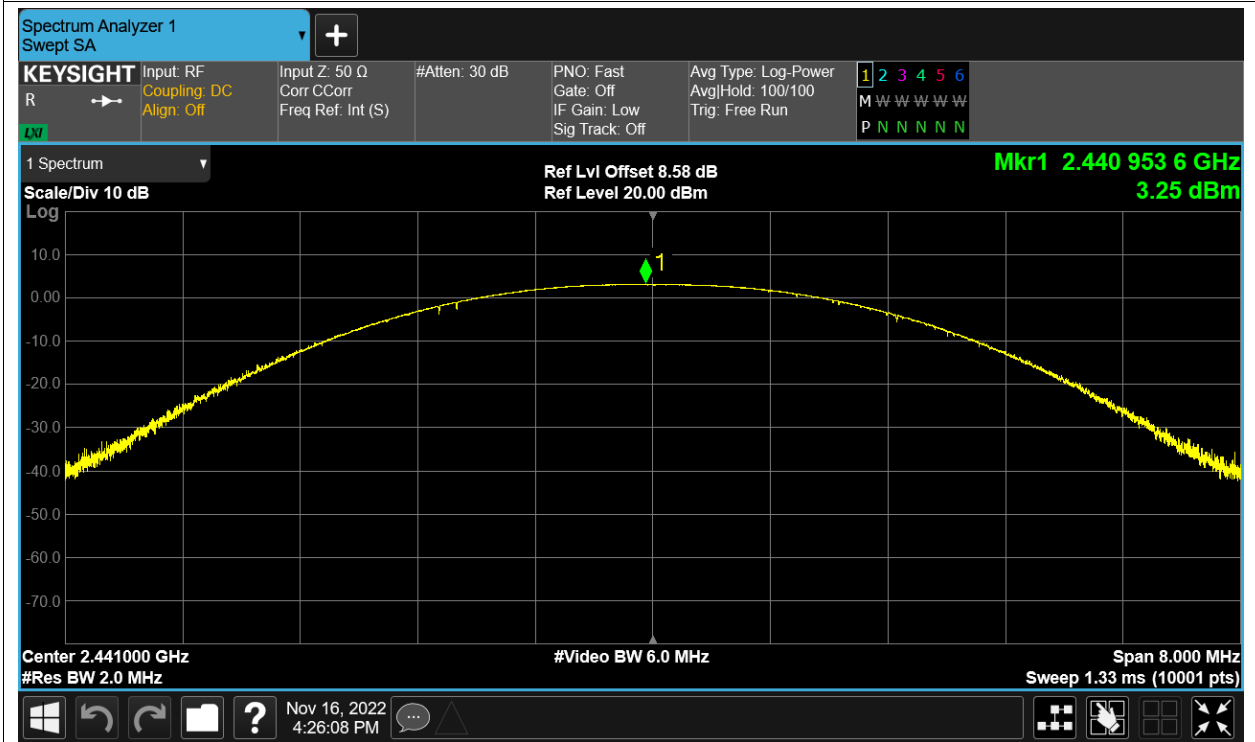 Spectrum Analyzer 1
Swept SA
+
KEYSIGHT
R
LXI
Input: RF
Coupling: DC
Align: Off
Input Z: 50 Ω
Corr CCorr
Freq Ref: Int (S)
#Atten: 30 dB
PNO: Fast
Gate: Off
IF Gain: Low
Sig Track: Off
Avg Type: Log-Power
Avg|Hold: 100/100
Trig: Free Run
1 2 3 4 5 6
M W W W W W
P N N N N N
1 Spectrum
Scale/Div 10 dB
Log
Ref Lvl Offset 8.58 dB
Ref Level 20.00 dBm
Mkr1 2.440 953 6 GHz
3.25 dBm
1
10.0
0.00
-10.0
-20.0
-30.0
-40.0
-50.0
-60.0
-70.0
Center 2.441000 GHz
#Res BW 2.0 MHz
#Video BW 6.0 MHz
Span 8.000 MHz
Sweep 1.33 ms (10001 pts)
?
Nov 16, 2022
4:26:08 PM